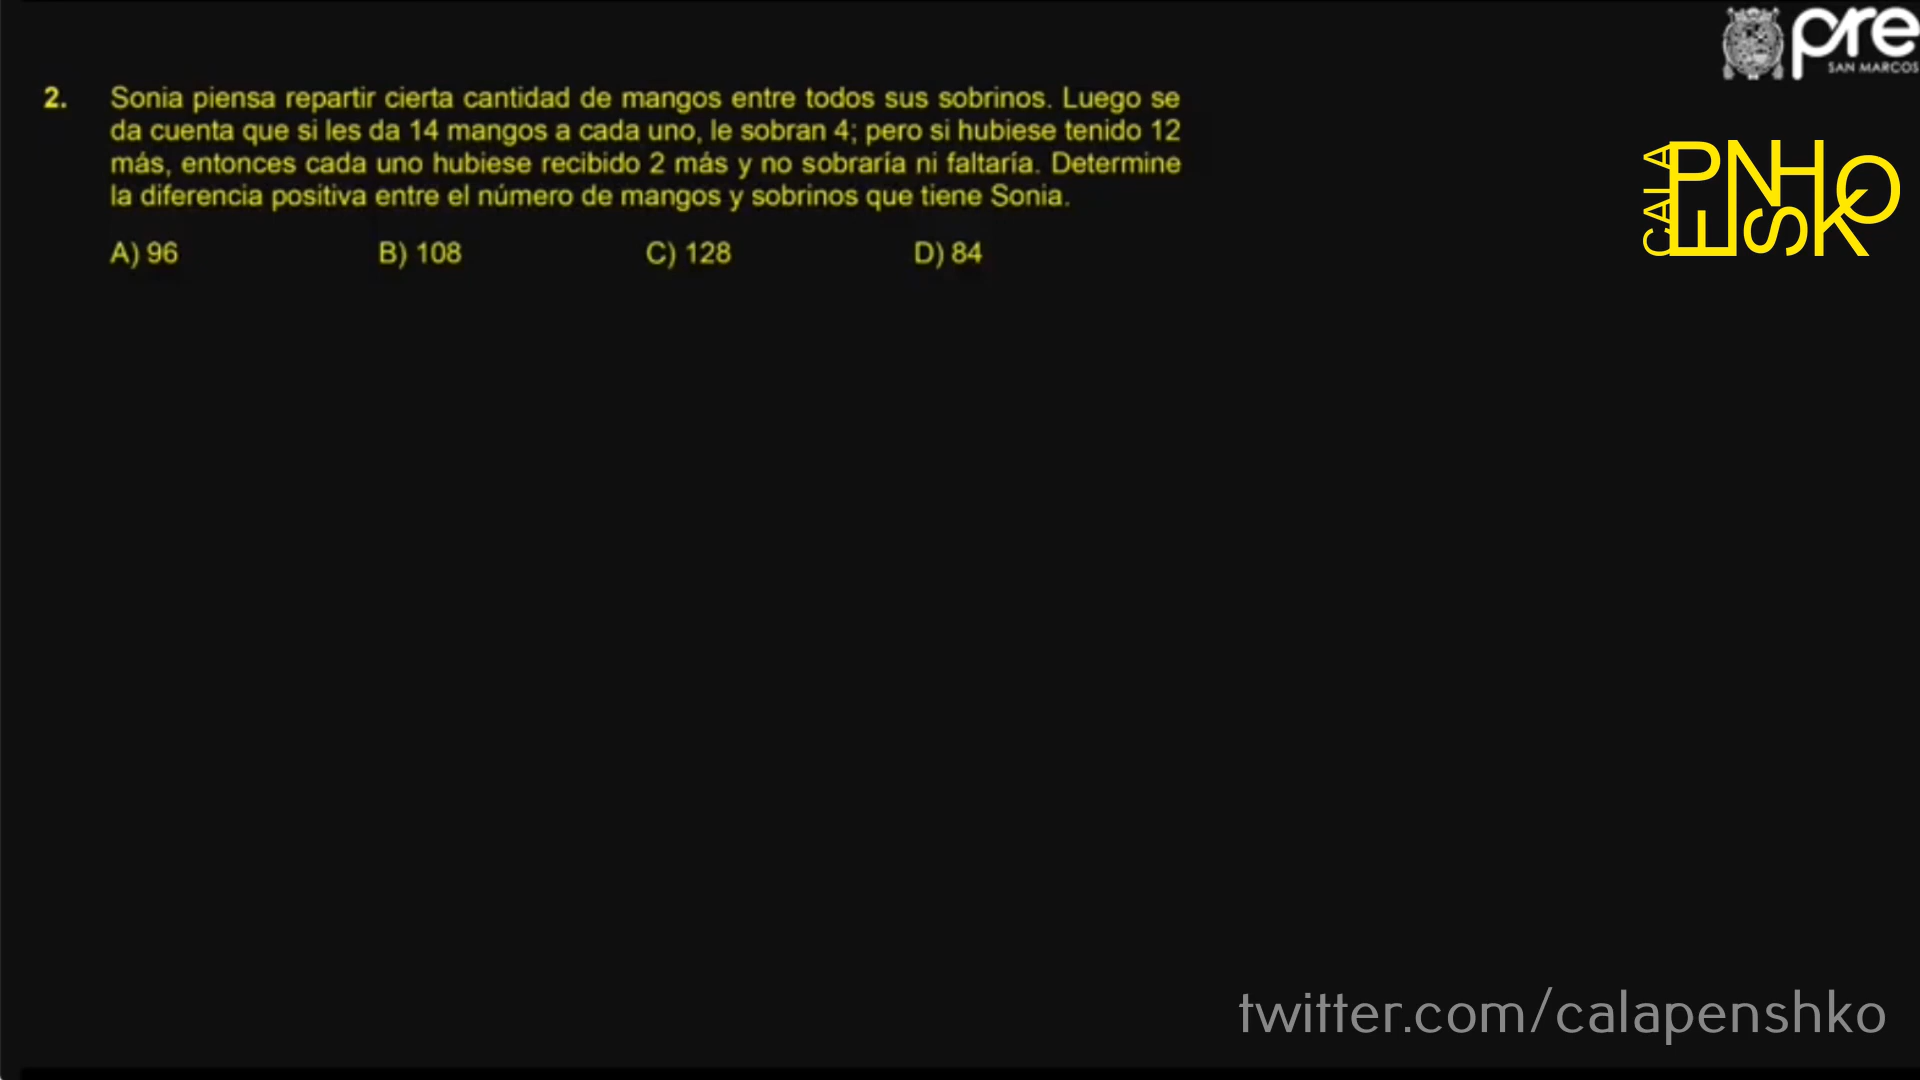 pre
SAN MARCOS
2. Sonia piensa repartir cierta cantidad de mangos entre todos sus sobrinos. Luego se
da cuenta que si les da 14 mangos a cada uno, le sobran 4; pero si hubiese tenido 12
más, entonces cada uno hubiese recibido 2 más y no sobraría ni faltaría. Determine
la diferencia positiva entre el número de mangos y sobrinos que tiene Sonia.
A) 96 B) 108 C) 128 D) 84
CALA PENSHKO
twitter.com/calapenshko